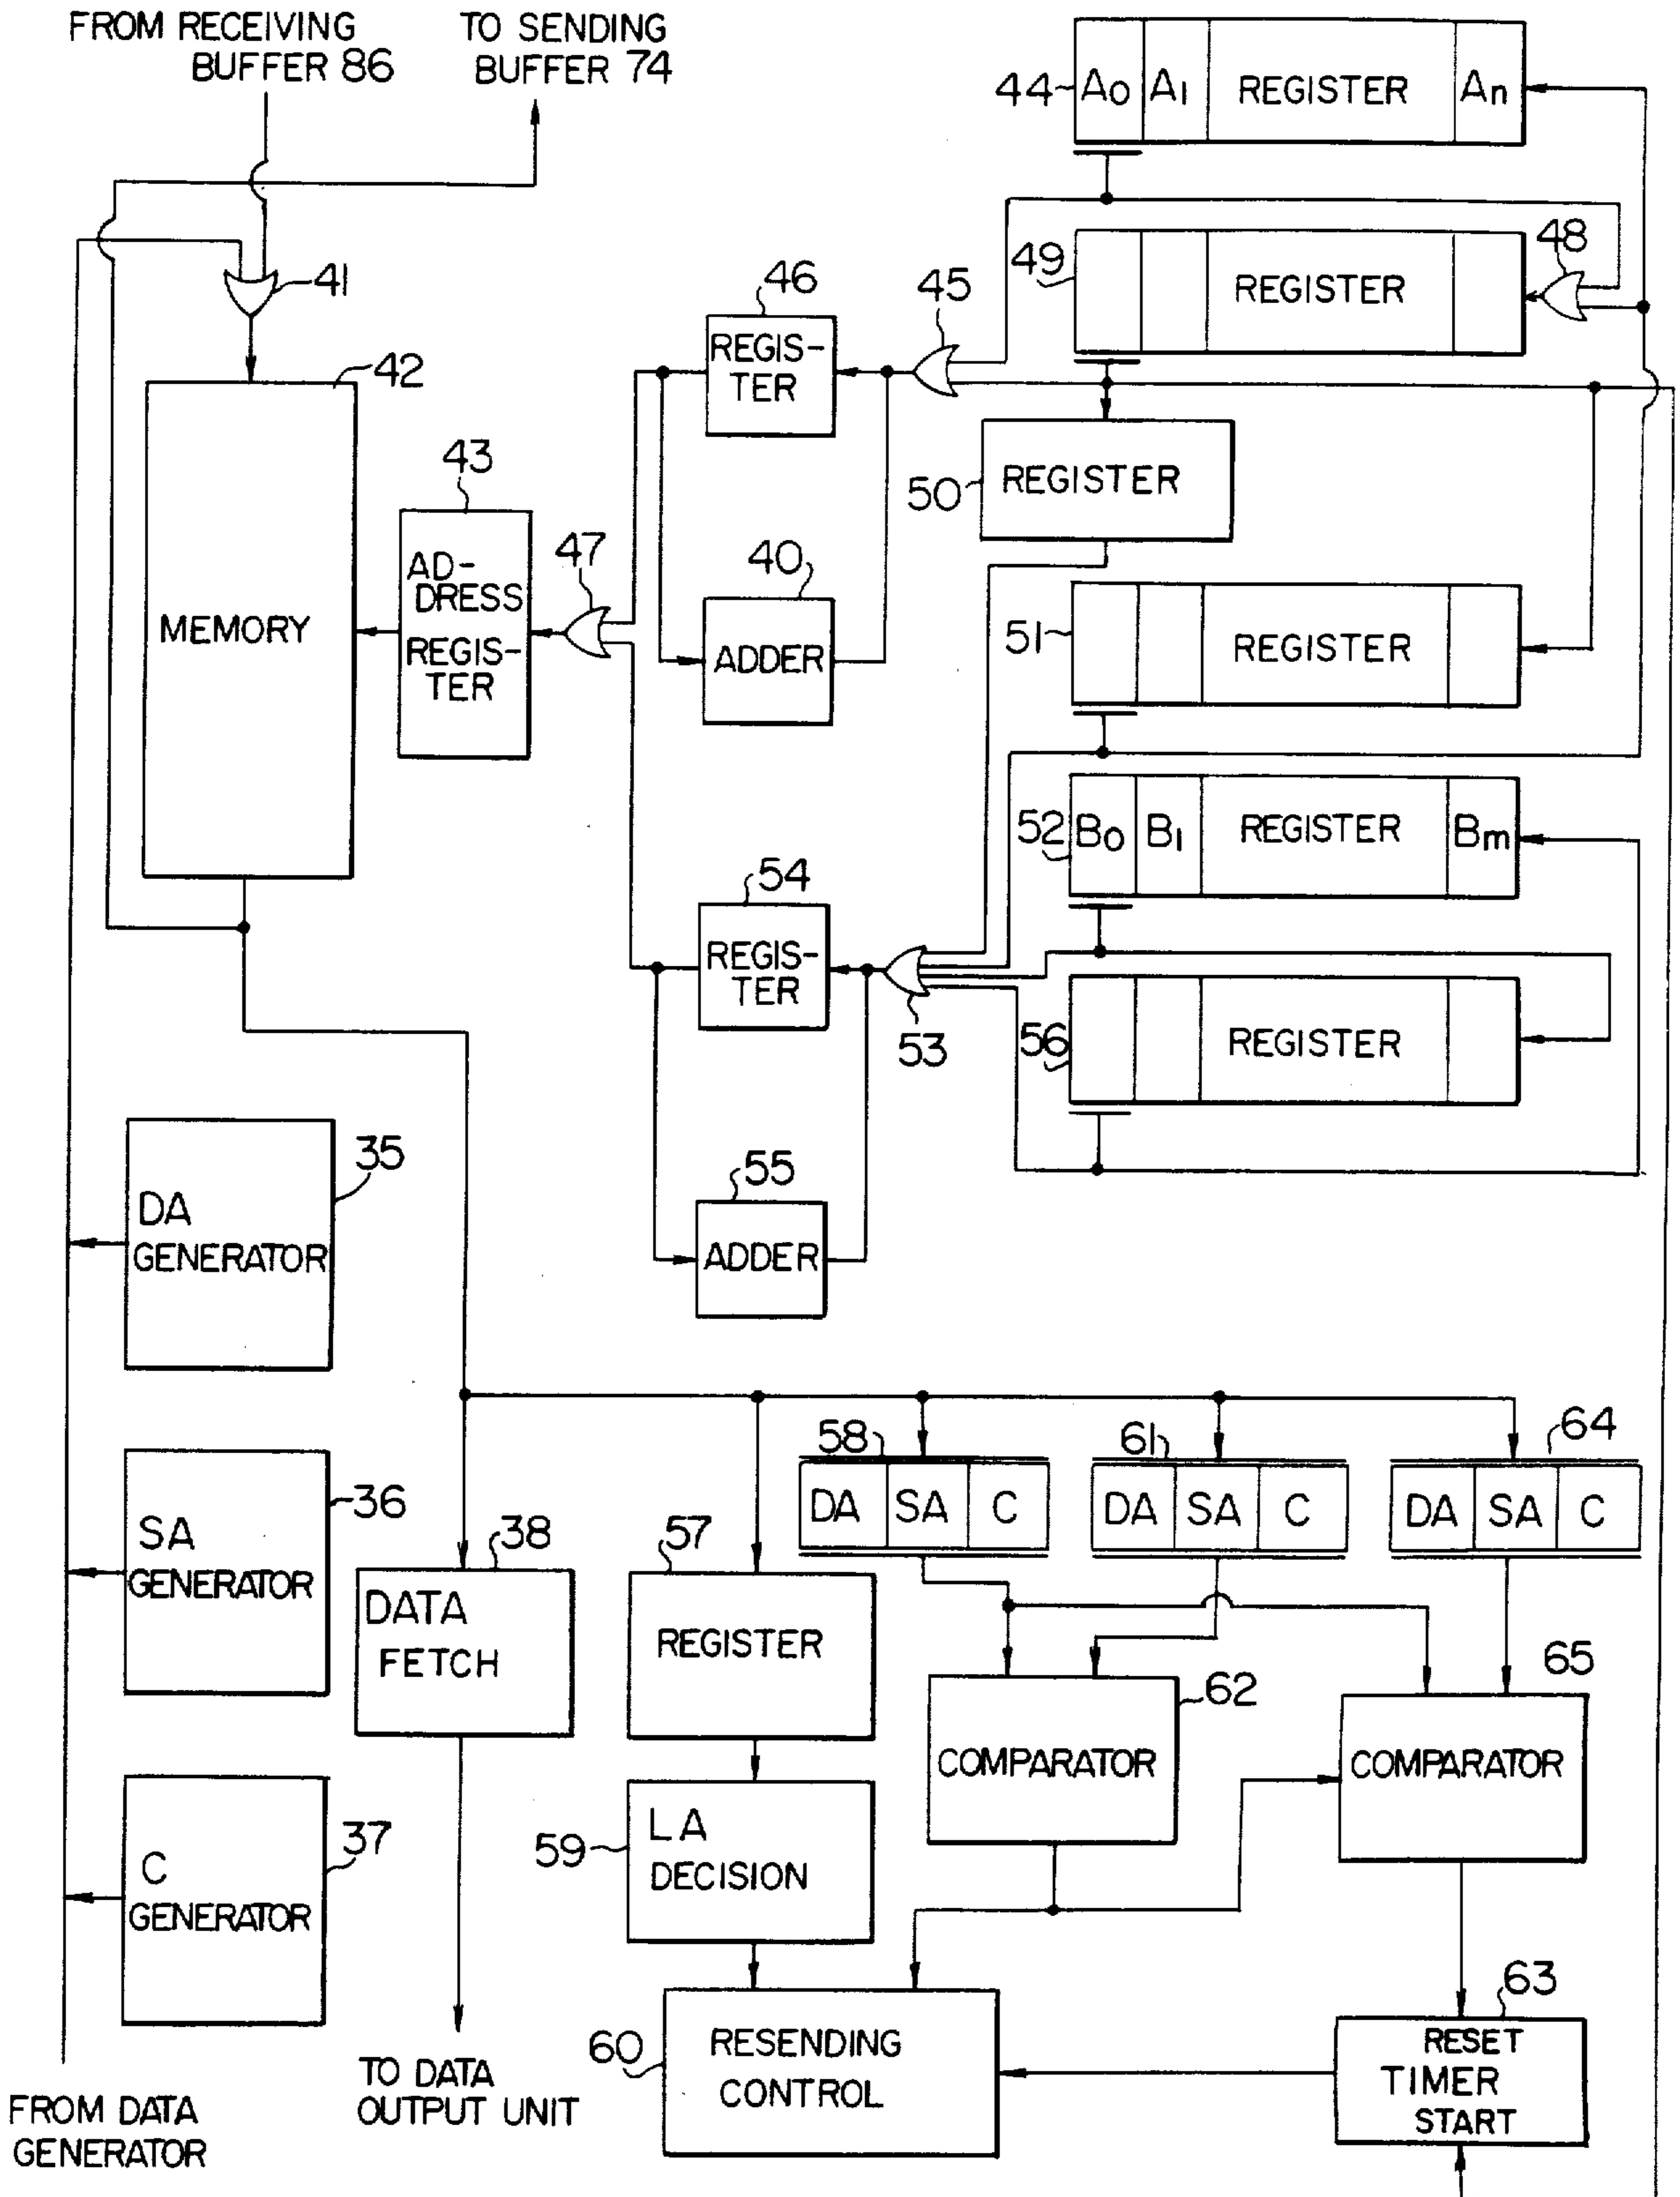 FROM RECEIVING
BUFFER 86
TO SENDING
BUFFER 74
44
A0 A1 REGISTER An
49
REGISTER
48
41
46
REGIS-
TER
45
42
MEMORY
43
AD-
DRESS
REGIS-
TER
47
50
REGISTER
40
ADDER
51
REGISTER
52
B0 B1 REGISTER Bm
54
REGIS-
TER
53
56
REGISTER
55
ADDER
35
DA
GENERATOR
36
SA
GENERATOR
37
C
GENERATOR
38
DATA
FETCH
57
REGISTER
58
DA SA C
61
DA SA C
64
DA SA C
62
COMPARATOR
65
COMPARATOR
59
LA
DECISION
60
RESENDING
CONTROL
63
RESET
TIMER
START
TO DATA
OUTPUT UNIT
FROM DATA
GENERATOR